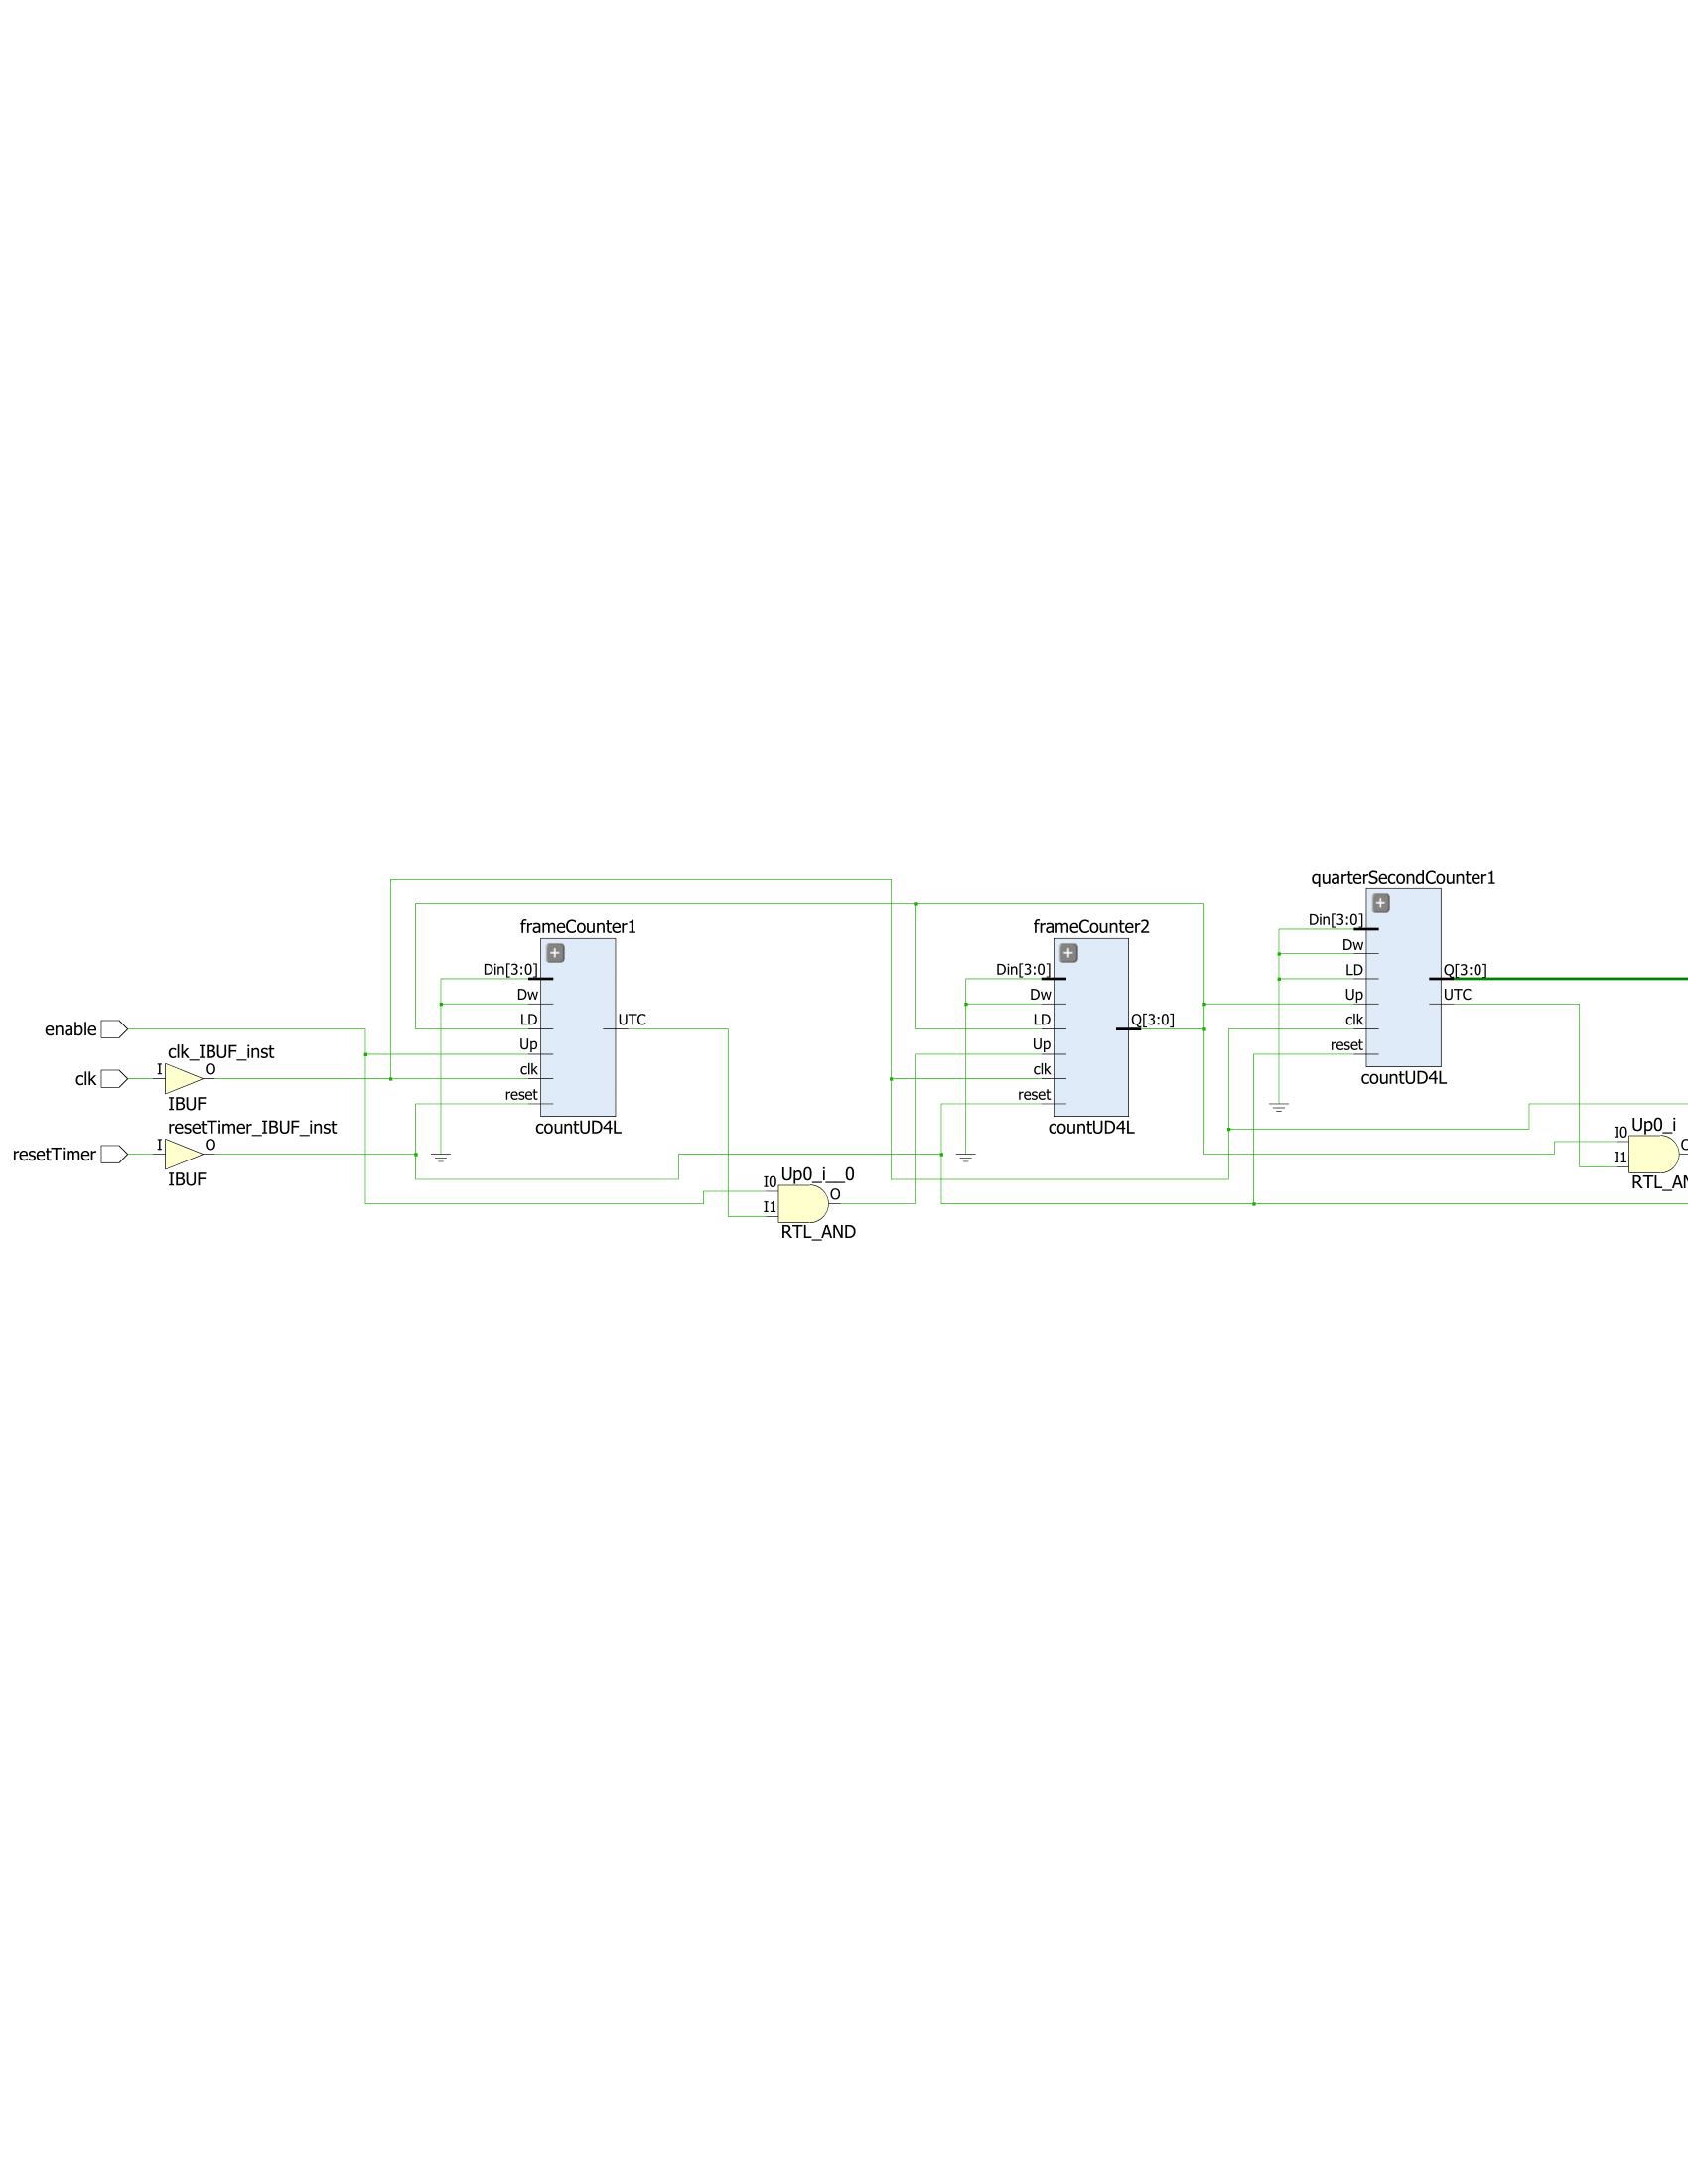 enable
clk
resetTimer
clk_IBUF_inst
I
O
IBUF
resetTimer_IBUF_inst
I
O
IBUF
frameCounter1
Din[3:0]
Dw
LD
Up
clk
reset
UTC
countUD4L
Up0_i__0
I0
I1
O
RTL_AND
frameCounter2
Din[3:0]
Dw
LD
Up
clk
reset
Q[3:0]
countUD4L
quarterSecondCounter1
Din[3:0]
Dw
LD
Up
clk
reset
Q[3:0]
UTC
countUD4L
Up0_i
I0
I1